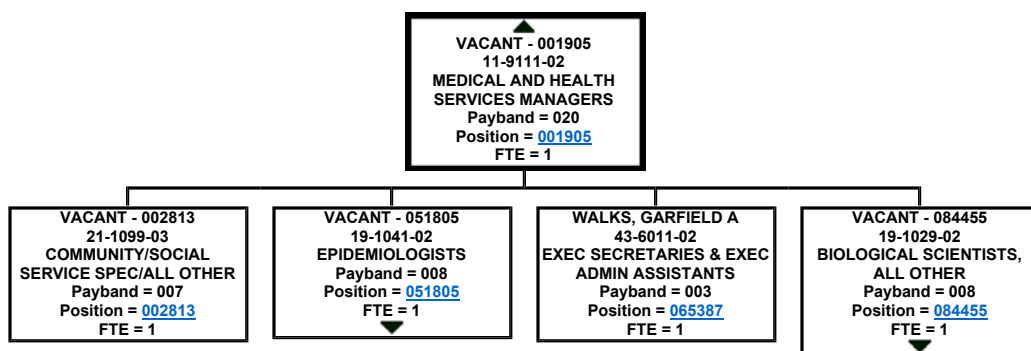 VACANT - 001905
11-9111-02
MEDICAL AND HEALTH
SERVICES MANAGERS
Payband = 020
Position = 001905
FTE = 1
VACANT - 002813
21-1099-03
COMMUNITY/SOCIAL
SERVICE SPEC/ALL OTHER
Payband = 007
Position = 002813
FTE = 1
VACANT - 051805
19-1041-02
EPIDEMIOLOGISTS
Payband = 008
Position = 051805
FTE = 1
WALKS, GARFIELD A
43-6011-02
EXEC SECRETARIES & EXEC
ADMIN ASSISTANTS
Payband = 003
Position = 065387
FTE = 1
VACANT - 084455
19-1029-02
BIOLOGICAL SCIENTISTS,
ALL OTHER
Payband = 008
Position = 084455
FTE = 1